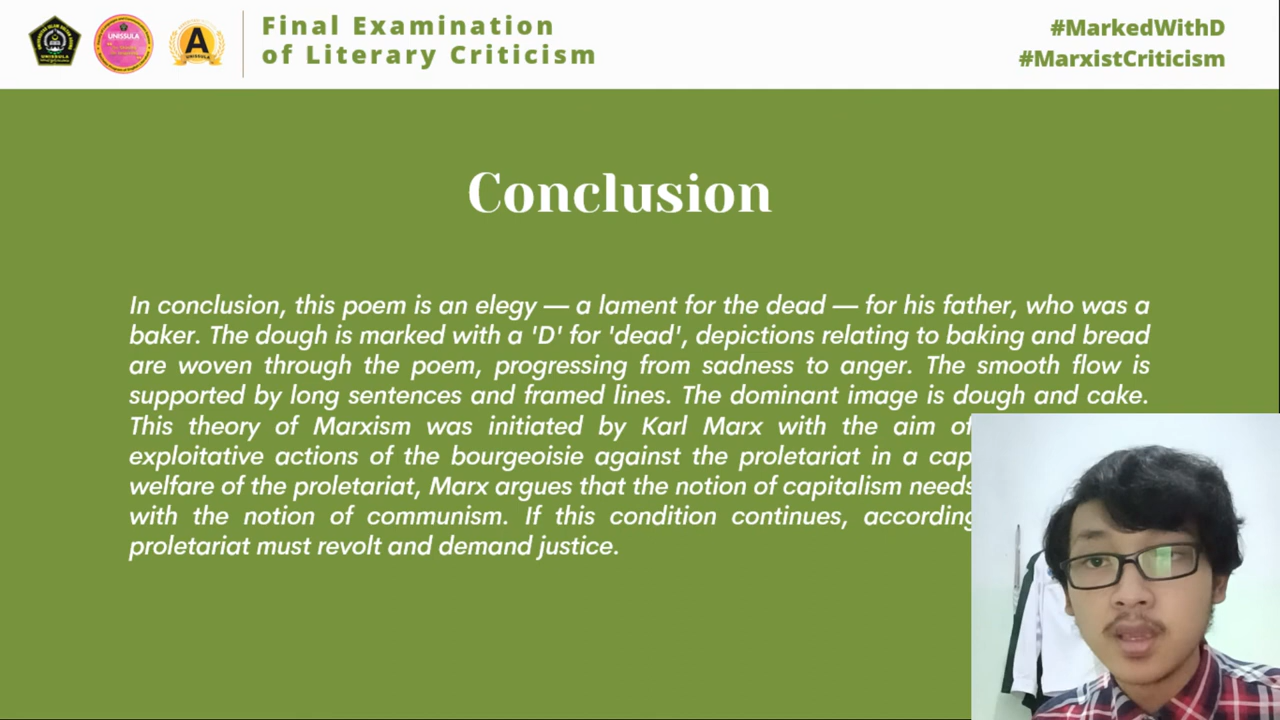 Final Examination
of Literary Criticism
#MarkedWithD
#MarxistCriticism
UNISSULA
UNISSULA
A
UNISSULA
Conclusion
In conclusion, this poem is an elegy — a lament for the dead — for his father, who was a
baker. The dough is marked with a 'D' for 'dead', depictions relating to baking and bread
are woven through the poem, progressing from sadness to anger. The smooth flow is
supported by long sentences and framed lines. The dominant image is dough and cake.
This theory of Marxism was initiated by Karl Marx with the aim of
exploitative actions of the bourgeoisie against the proletariat in a cap
welfare of the proletariat, Marx argues that the notion of capitalism needs
with the notion of communism. If this condition continues, according
proletariat must revolt and demand justice.